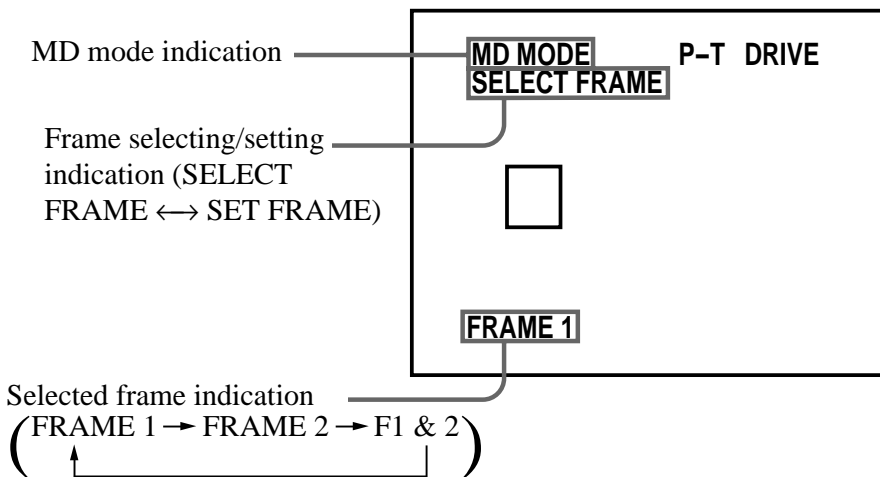 MD mode indication
MD MODE P–T DRIVE
SELECT FRAME
Frame selecting/setting
indication (SELECT
FRAME ←→ SET FRAME)
FRAME 1
Selected frame indication
(FRAME 1 → FRAME 2 → F1 & 2)